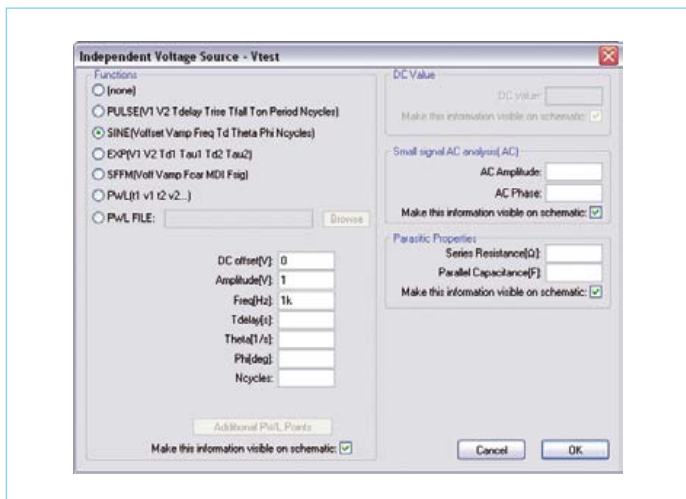 Independent Voltage Source - Vtest
Functions
(none)
PULSE(V1 V2 Tdelay Trise Tfall Ton Period Ncycles)
SINE(Voffset Vamp Freq Td Theta Phi Ncycles)
EXP(V1 V2 Td1 Tau1 Td2 Tau2)
SFFM(Voff Vamp Fcar MDI Fsig)
PWL(t1 v1 t2 v2...)
PWL FILE:
Browse
DC offset[V]: 0
Amplitude[V]: 1
Freq[Hz]: 1k
Tdelay[s]:
Theta[1/s]:
Phi[deg]:
Ncycles:
Additional PWL Points
Make this information visible on schematic:
DC Value
DC value:
Make this information visible on schematic:
Small signal AC analysis(.AC)
AC Amplitude:
AC Phase:
Make this information visible on schematic:
Parasitic Properties
Series Resistance[Ω]:
Parallel Capacitance[F]:
Make this information visible on schematic:
Cancel
OK